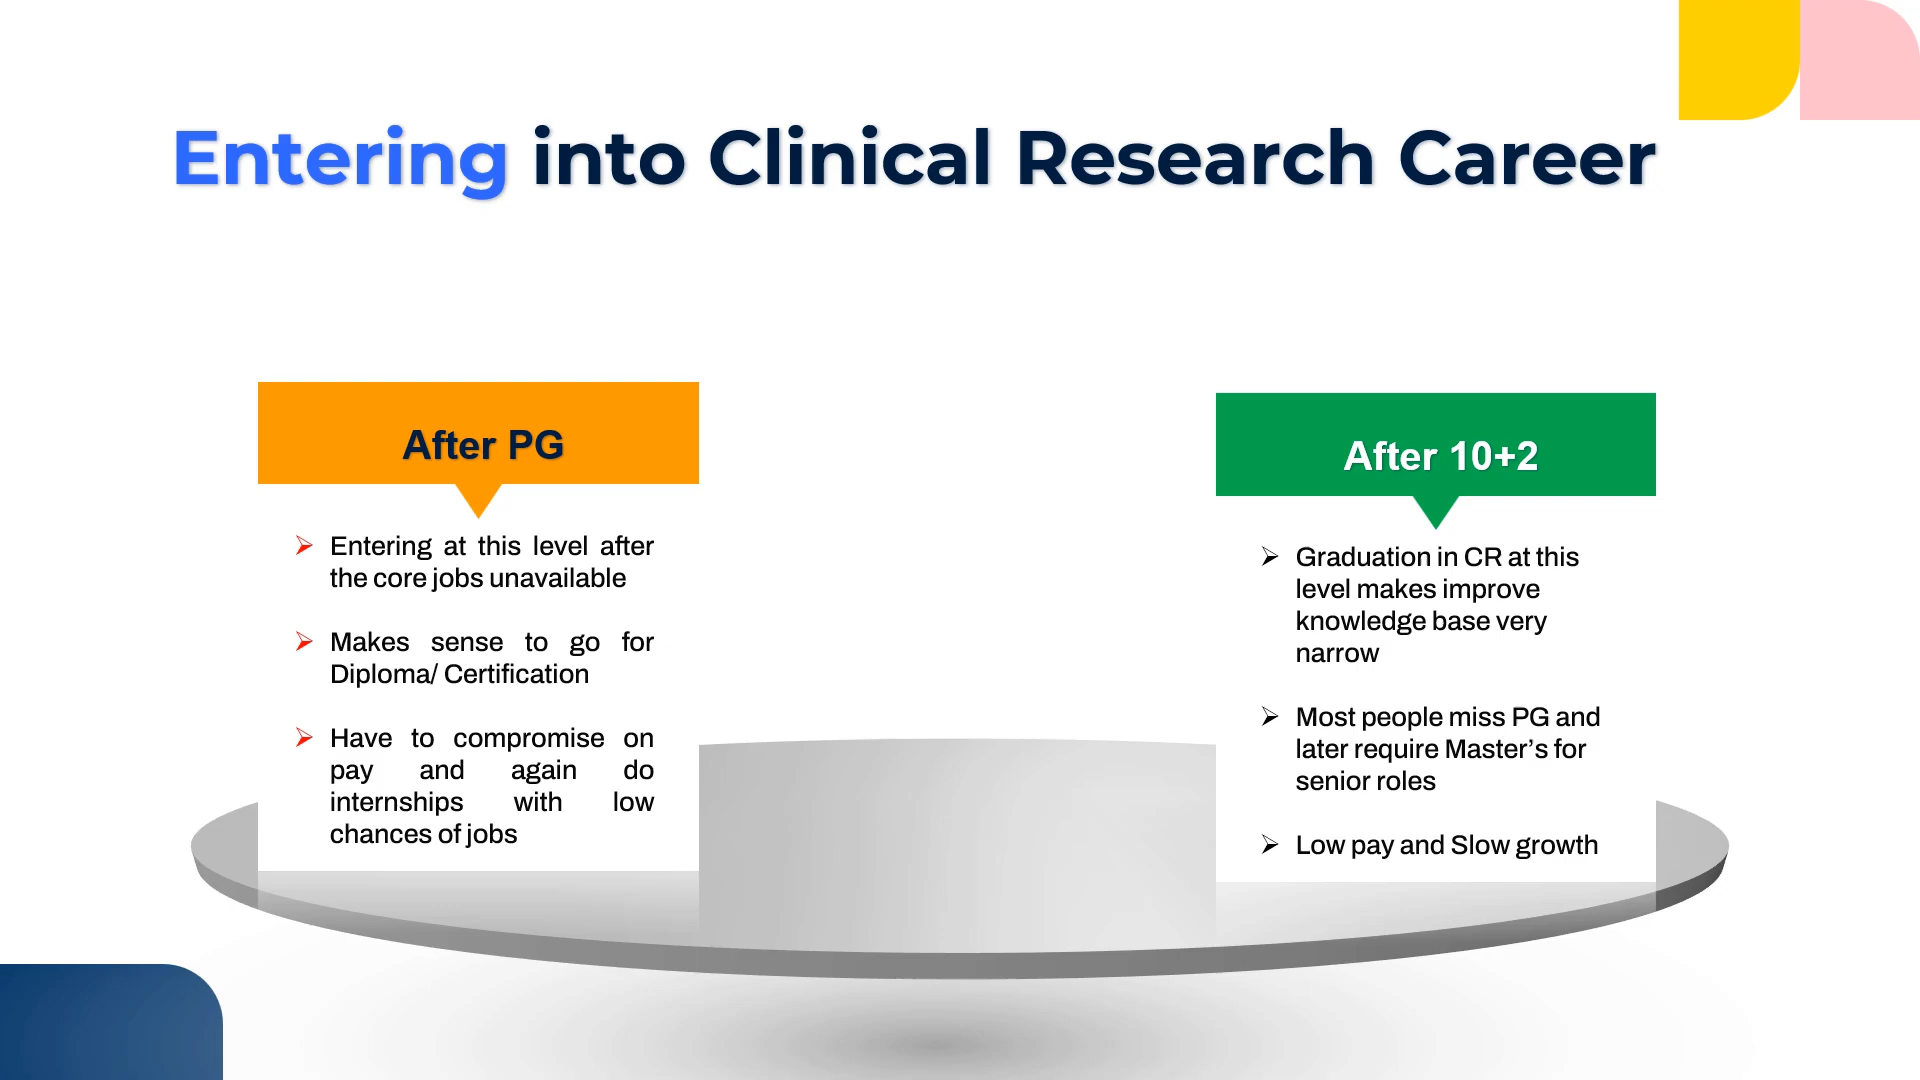 Entering into Clinical Research Career
After PG
Entering at this level after
the core jobs unavailable
Makes sense to go for
Diploma/ Certification
Have to compromise on
pay and again do
internships with low
chances of jobs
After 10+2
Graduation in CR at this
level makes improve
knowledge base very
narrow
Most people miss PG and
later require Master’s for
senior roles
Low pay and Slow growth